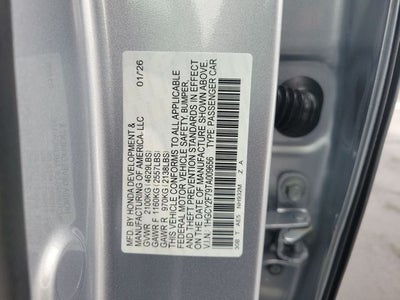 MFD. BY HONDA DEVELOPMENT &
MANUFACTURING OF AMERICA, LLC 01/26
GVWR 2100KG(4629LBS)
GAWR F 1160KG(2557LBS)
GAWR R 970KG(2138LBS)
THIS VEHICLE CONFORMS TO ALL APPLICABLE
FEDERAL MOTOR VEHICLE SAFETY, BUMPER,
AND THEFT PREVENTION STANDARDS IN EFFECT
ON THE DATE OF MANUFACTURE SHOWN ABOVE.
V.I.N.: 1HGCY2F79TA009656 TYPE: PASSENGER CAR
NH932M Z A